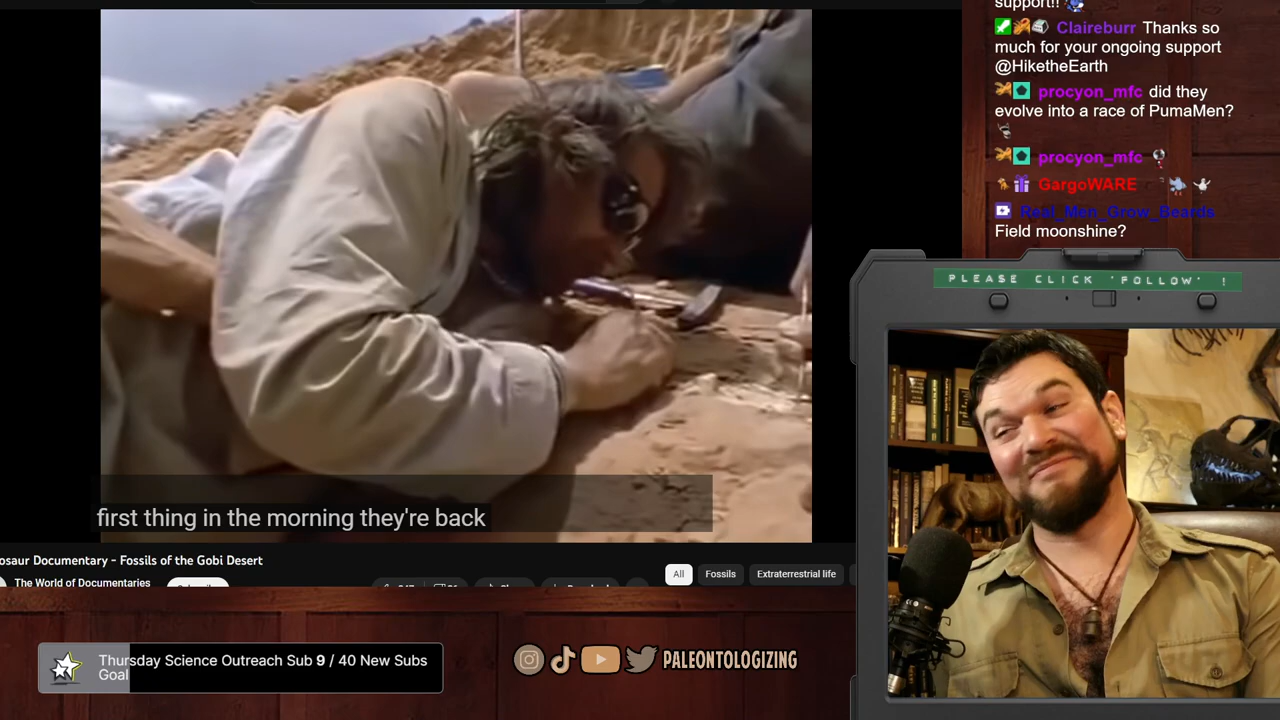 support!!
Claireburr Thanks so
much for your ongoing support
@HiketheEarth
procyon_mfc did they
evolve into a race of PumaMen?
procyon_mfc
GargoWARE
Real_Men_Grow_Beards
Field moonshine?
PLEASE CLICK "FOLLOW" !
first thing in the morning they're back
osaur Documentary - Fossils of the Gobi Desert
The World of Documentaries
All
Fossils
Extraterrestrial life
Thursday Science Outreach Sub 9 / 40 New Subs
Goal
PALEONTOLOGIZING